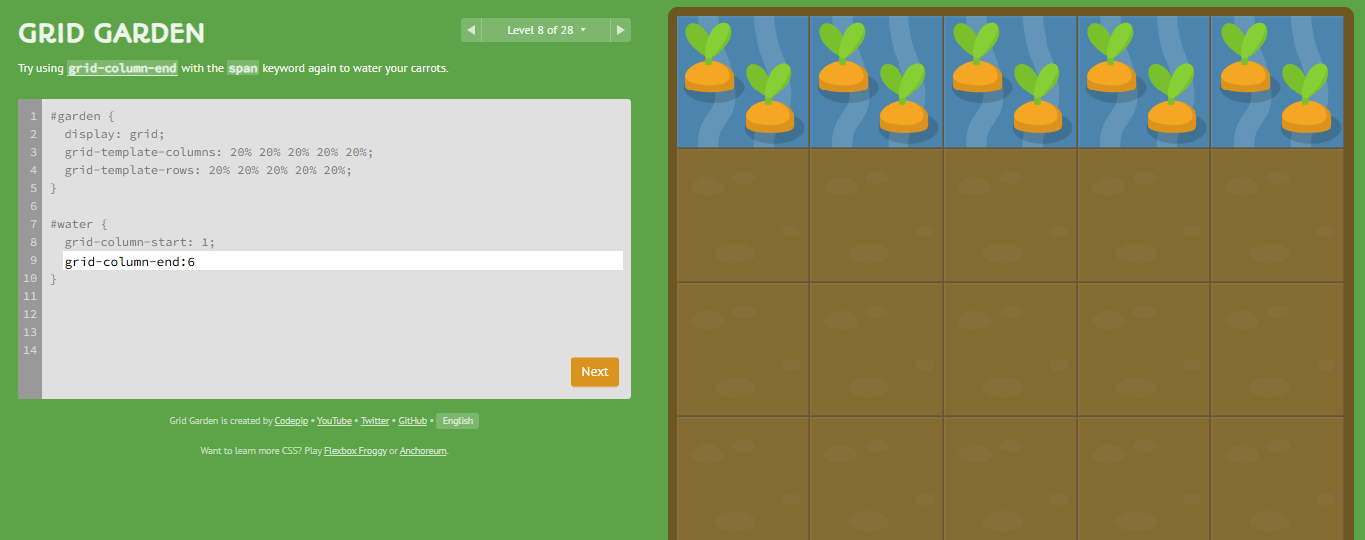 GRID GARDEN
Level 8 of 28
Try using grid-column-end with the span keyword again to water your carrots.
1 #garden {
2 display: grid;
3 grid-template-columns: 20% 20% 20% 20% 20%;
4 grid-template-rows: 20% 20% 20% 20% 20%;
5 }
6
7 #water {
8 grid-column-start: 1;
9 grid-column-end:6
10 }
11
12
13
14
Next
Grid Garden is created by Codepip • YouTube • Twitter • GitHub • English
Want to learn more CSS? Play Flexbox Froggy or Anchoreum.